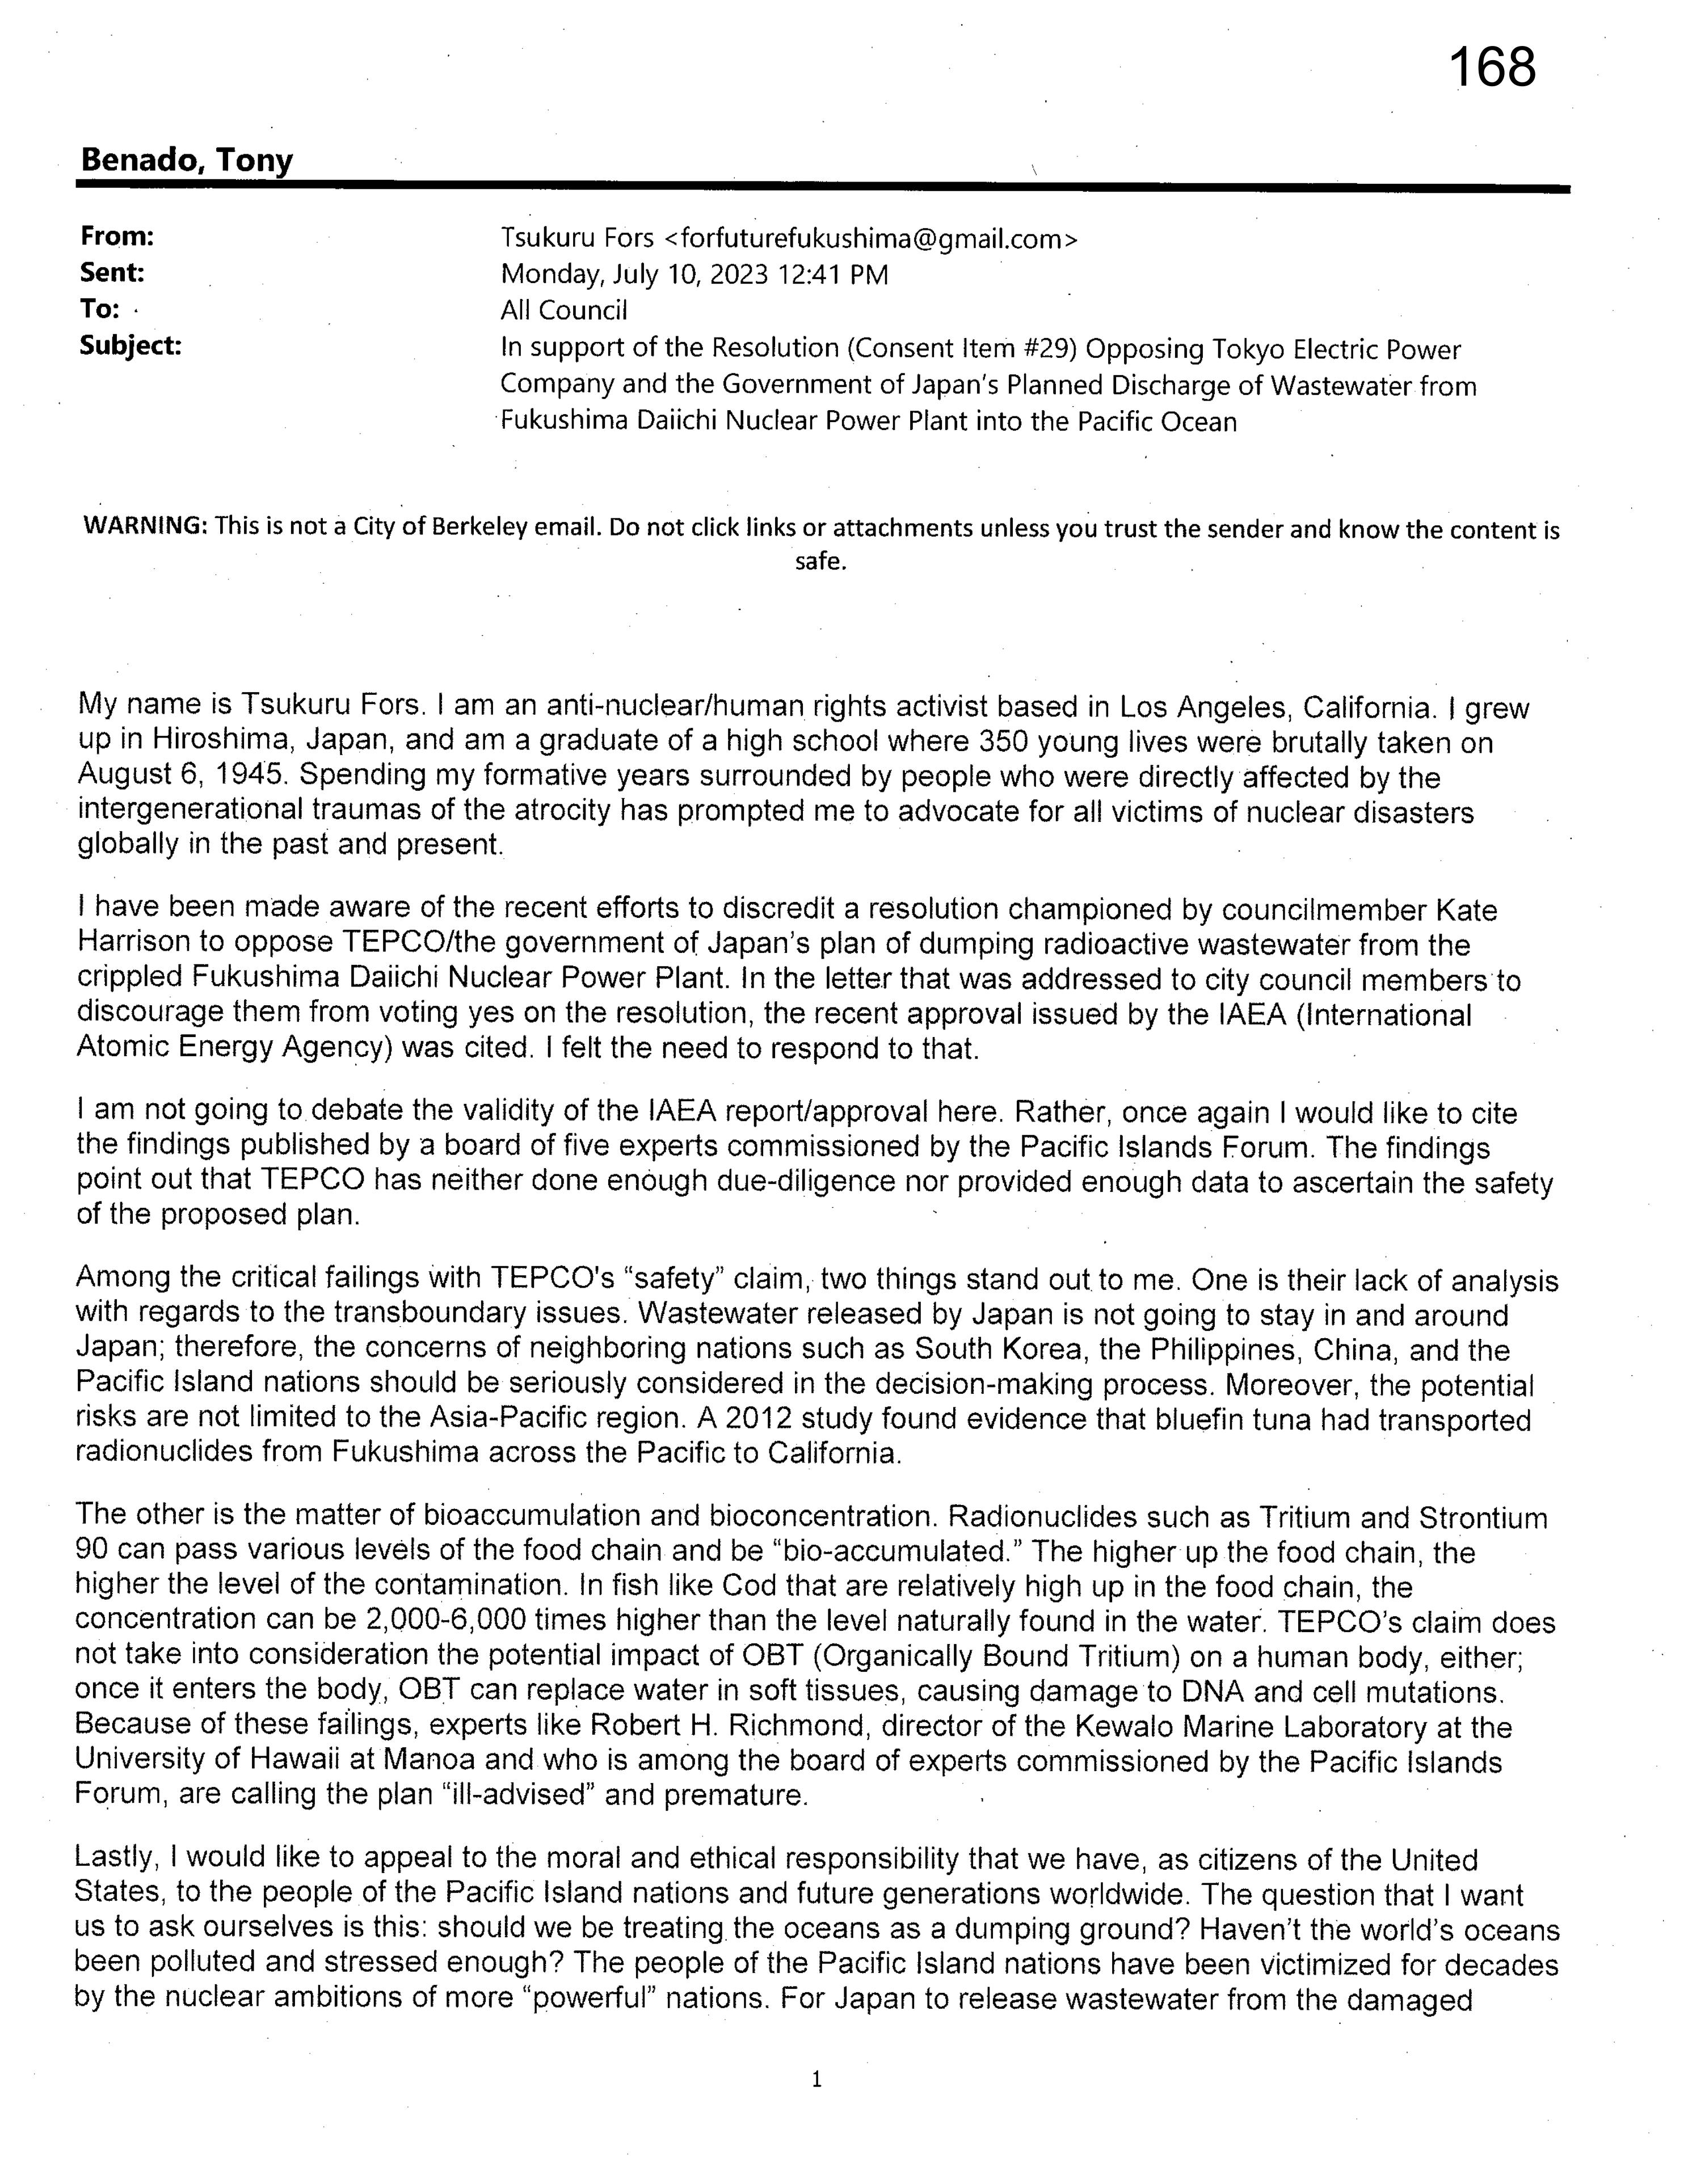 168
Benado, Tony
From: Tsukuru Fors <forfuturefukushima@gmail.com>
Sent: Monday, July 10, 2023 12:41 PM
To: All Council
Subject: In support of the Resolution (Consent Item #29) Opposing Tokyo Electric Power
Company and the Government of Japan's Planned Discharge of Wastewater from
Fukushima Daiichi Nuclear Power Plant into the Pacific Ocean
WARNING: This is not a City of Berkeley email. Do not click links or attachments unless you trust the sender and know the content is
safe.
My name is Tsukuru Fors. I am an anti-nuclear/human rights activist based in Los Angeles, California. I grew
up in Hiroshima, Japan, and am a graduate of a high school where 350 young lives were brutally taken on
August 6, 1945. Spending my formative years surrounded by people who were directly affected by the
intergenerational traumas of the atrocity has prompted me to advocate for all victims of nuclear disasters
globally in the past and present.
I have been made aware of the recent efforts to discredit a resolution championed by councilmember Kate
Harrison to oppose TEPCO/the government of Japan's plan of dumping radioactive wastewater from the
crippled Fukushima Daiichi Nuclear Power Plant. In the letter that was addressed to city council members to
discourage them from voting yes on the resolution, the recent approval issued by the IAEA (International
Atomic Energy Agency) was cited. I felt the need to respond to that.
I am not going to debate the validity of the IAEA report/approval here. Rather, once again I would like to cite
the findings published by a board of five experts commissioned by the Pacific Islands Forum. The findings
point out that TEPCO has neither done enough due-diligence nor provided enough data to ascertain the safety
of the proposed plan.
Among the critical failings with TEPCO's “safety” claim, two things stand out to me. One is their lack of analysis
with regards to the transboundary issues. Wastewater released by Japan is not going to stay in and around
Japan; therefore, the concerns of neighboring nations such as South Korea, the Philippines, China, and the
Pacific Island nations should be seriously considered in the decision-making process. Moreover, the potential
risks are not limited to the Asia-Pacific region. A 2012 study found evidence that bluefin tuna had transported
radionuclides from Fukushima across the Pacific to California.
The other is the matter of bioaccumulation and bioconcentration. Radionuclides such as Tritium and Strontium
90 can pass various levels of the food chain and be “bio-accumulated.” The higher up the food chain, the
higher the level of the contamination. In fish like Cod that are relatively high up in the food chain, the
concentration can be 2,000-6,000 times higher than the level naturally found in the water. TEPCO's claim does
not take into consideration the potential impact of OBT (Organically Bound Tritium) on a human body, either;
once it enters the body, OBT can replace water in soft tissues, causing damage to DNA and cell mutations.
Because of these failings, experts like Robert H. Richmond, director of the Kewalo Marine Laboratory at the
University of Hawaii at Manoa and who is among the board of experts commissioned by the Pacific Islands
Forum, are calling the plan “ill-advised” and premature.
Lastly, I would like to appeal to the moral and ethical responsibility that we have, as citizens of the United
States, to the people of the Pacific Island nations and future generations worldwide. The question that I want
us to ask ourselves is this: should we be treating the oceans as a dumping ground? Haven't the world's oceans
been polluted and stressed enough? The people of the Pacific Island nations have been victimized for decades
by the nuclear ambitions of more “powerful” nations. For Japan to release wastewater from the damaged
1